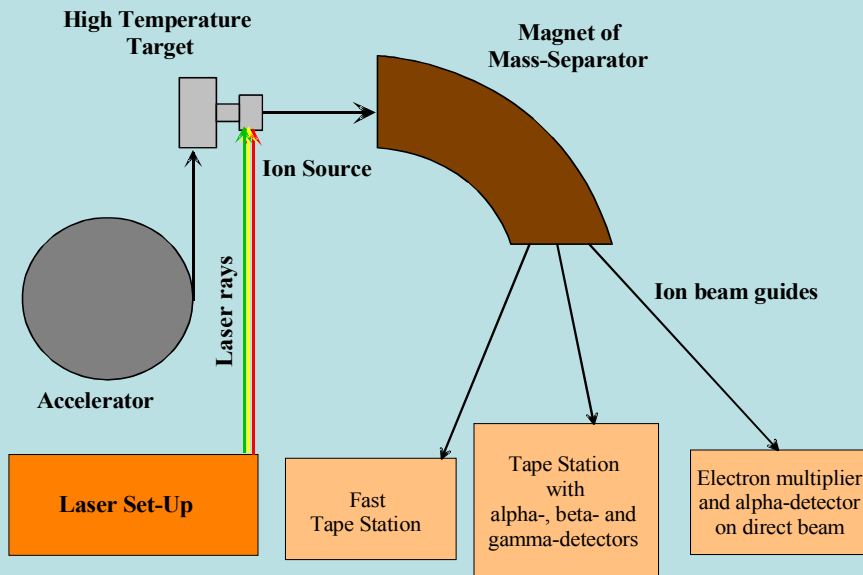 High Temperature
Target
Magnet of
Mass-Separator
Ion Source
Laser rays
Ion beam guides
Accelerator
Laser Set-Up
Fast
Tape Station
Tape Station
with
alpha-, beta- and
gamma-detectors
Electron multiplier
and alpha-detector
on direct beam